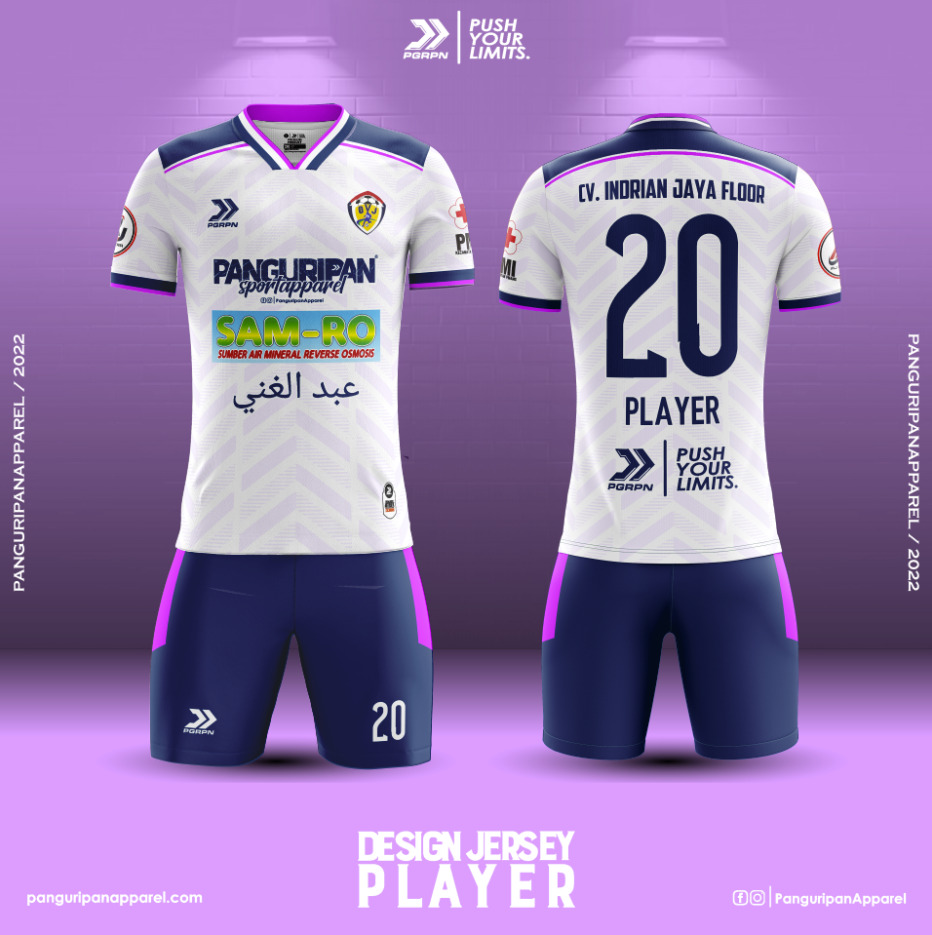 PGRPN
PUSH
YOUR
LIMITS.
PGRPN
PANGURIPAN
sportapparel
PanguripanApparel
SAM-RO
SUMBER AIR MINERAL REVERSE OSMOSIS
عبد الغني
CV. INDRIAN JAYA FLOOR
20
PLAYER
PGRPN
PUSH
YOUR
LIMITS.
PGRPN
20
PANGURIPANAPPAREL / 2022
PANGURIPANAPPAREL / 2022
DESIGN JERSEY
PLAYER
panguripanapparel.com
PanguripanApparel